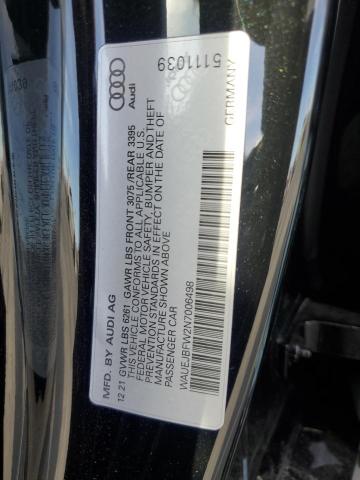 5111039
Audi
GERMANY
MFD. BY AUDI AG
12 21 GVWR LBS 6261 GAWR LBS FRONT 3075 /REAR 3395
THIS VEHICLE CONFORMS TO ALL APPLICABLE U.S.
FEDERAL MOTOR VEHICLE SAFETY, BUMPER AND THEFT
PREVENTION STANDARDS IN EFFECT ON THE DATE OF
MANUFACTURE SHOWN ABOVE
PASSENGER CAR
WAUEJBFW2N7006498